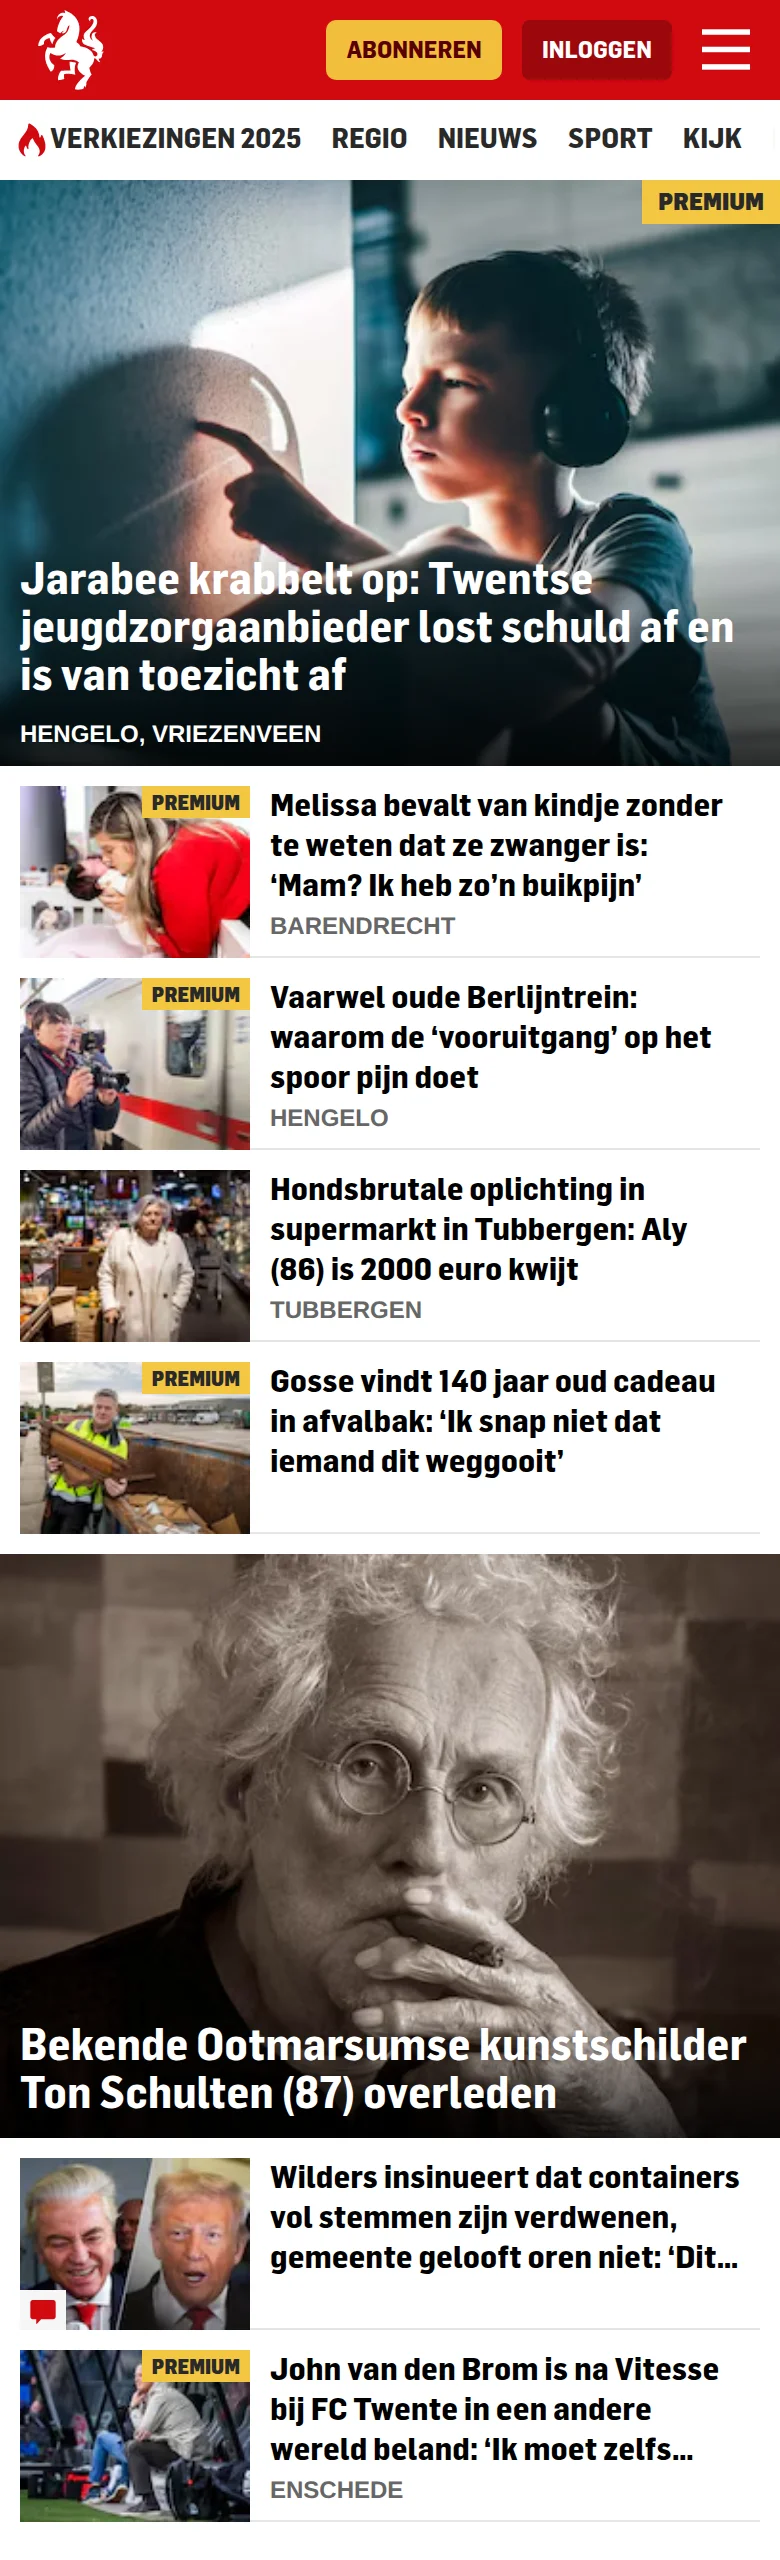 ABONNEREN
INLOGGEN
VERKIEZINGEN 2025
REGIO
NIEUWS
SPORT
KIJK
PREMIUM
Jarabee krabbelt op: Twentse
jeugdzorgaanbieder lost schuld af en
is van toezicht af
HENGELO, VRIEZENVEEN
PREMIUM
Melissa bevalt van kindje zonder
te weten dat ze zwanger is:
‘Mam? Ik heb zo’n buikpijn’
BARENDRECHT
PREMIUM
Vaarwel oude Berlijntrein:
waarom de ‘vooruitgang’ op het
spoor pijn doet
HENGELO
Hondsbrutale oplichting in
supermarkt in Tubbergen: Aly
(86) is 2000 euro kwijt
TUBBERGEN
PREMIUM
Gosse vindt 140 jaar oud cadeau
in afvalbak: ‘Ik snap niet dat
iemand dit weggooit’
Bekende Ootmarsumse kunstschilder
Ton Schulten (87) overleden
Wilders insinueert dat containers
vol stemmen zijn verdwenen,
gemeente gelooft oren niet: ‘Dit...
PREMIUM
John van den Brom is na Vitesse
bij FC Twente in een andere
wereld beland: ‘Ik moet zelfs...
ENSCHEDE